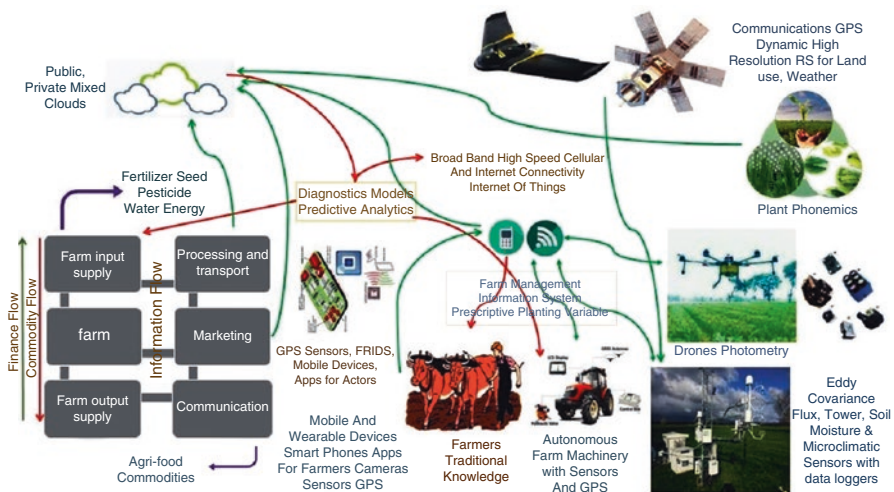 Communications GPS
Dynamic High
Resolution RS for Land
use, Weather
Public,
Private Mixed
Clouds
Broad Band High Speed Cellular
And Internet Connectivity
Internet Of Things
Fertilizer Seed
Pesticide
Water Energy
Diagnostics Models
Predictive Analytics
Plant Phonemics
Farm input
supply
Processing and
transport
farm
Marketing
Farm output
supply
Communication
Finance Flow
Commodity Flow
Information Flow
Farm Management
Information System
Prescriptive Planting Variable
GPS Sensors, FRIDS,
Mobile Devices,
Apps for Actors
Drones Photometry
Mobile And
Wearable Devices
Smart Phones Apps
For Farmers Cameras
Sensors GPS
Farmers
Traditional
Knowledge
Autonomous
Farm Machinery
with Sensors
And GPS
Eddy
Covariance
Flux, Tower, Soil
Moisture &
Microclimatic
Sensors with
data loggers
Agri-food
Commodities